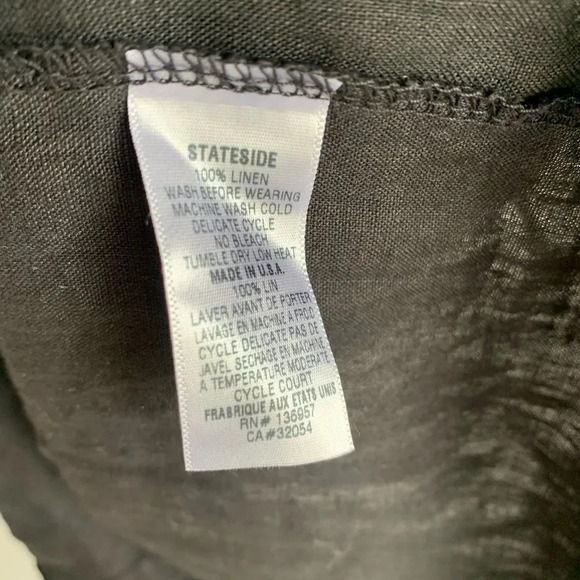 STATESIDE
100% LINEN
WASH BEFORE WEARING
MACHINE WASH COLD
DELICATE CYCLE
NO BLEACH
TUMBLE DRY LOW HEAT
MADE IN U.S.A.
100% LIN
LAVER AVANT DE PORTER
LAVAGE EN MACHINE A FROID
CYCLE DELICATE PAS DE
JAVEL SECHAGE EN MACHINE
A TEMPERATURE MODERATE
CYCLE COURT
FRABRIQUE AUX ETATS UNIS
RN# 136957
CA#32054